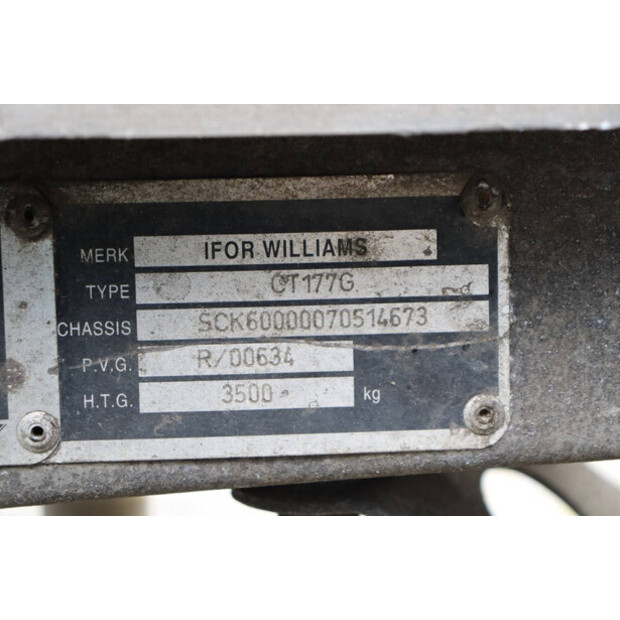 MERK IFOR WILLIAMS
TYPE CT177G
CHASSIS SCK60000070514673
P.V.G. R/00634
H.T.G. 3500 kg